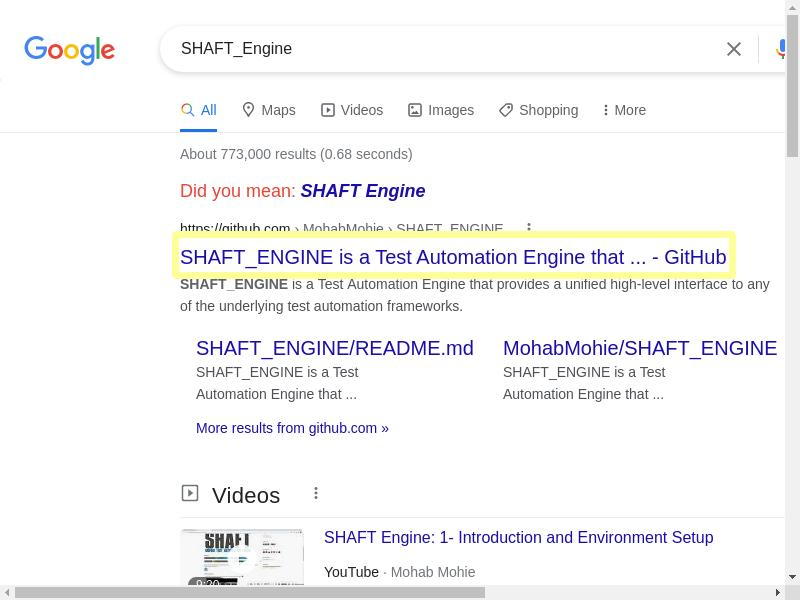 Google
SHAFT_Engine
All Maps Videos Images Shopping More
About 773,000 results (0.68 seconds)
Did you mean: SHAFT Engine
https://github.com › MohabMohie › SHAFT_ENGINE
SHAFT_ENGINE is a Test Automation Engine that ... - GitHub
SHAFT_ENGINE is a Test Automation Engine that provides a unified high-level interface to any
of the underlying test automation frameworks.
SHAFT_ENGINE/README.md MohabMohie/SHAFT_ENGINE
SHAFT_ENGINE is a Test SHAFT_ENGINE is a Test
Automation Engine that ... Automation Engine that ...
More results from github.com »
Videos
SHAFT Engine: 1- Introduction and Environment Setup
SHAFT
YouTube · Mohab Mohie